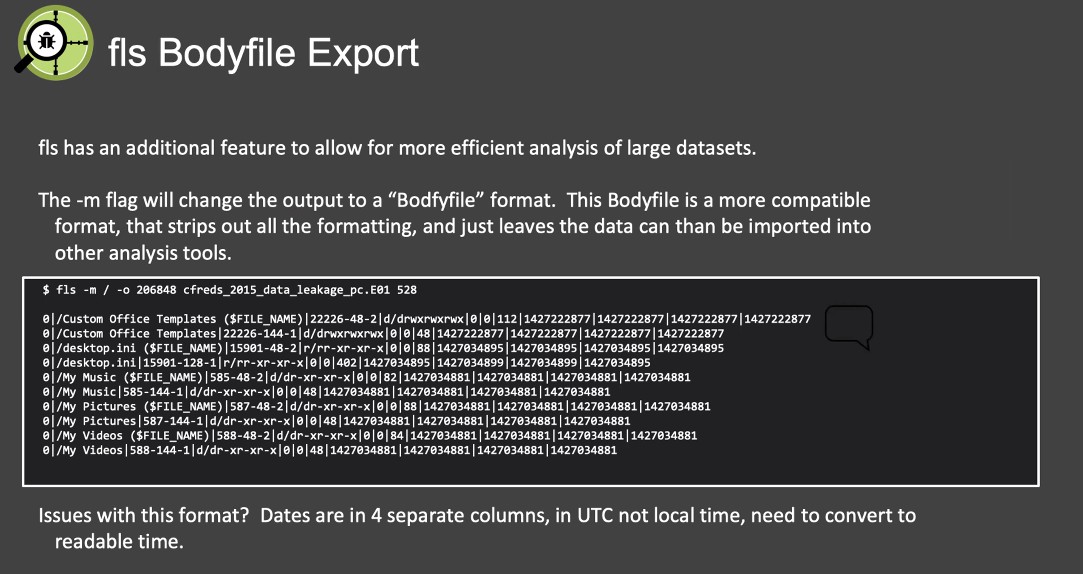 fls Bodyfile Export
fls has an additional feature to allow for more efficient analysis of large datasets.
The -m flag will change the output to a “Bodfyfile” format.  This Bodyfile is a more compatible
format, that strips out all the formatting, and just leaves the data can than be imported into
other analysis tools.
$ fls -m / -o 206848 cfreds_2015_data_leakage_pc.E01 528
0|/Custom Office Templates ($FILE_NAME)|22226-48-2|d/drwxrwxrwx|0|0|112|1427222877|1427222877|1427222877|1427222877
0|/Custom Office Templates|22226-144-1|d/drwxrwxrwx|0|0|48|1427222877|1427222877|1427222877|1427222877
0|/desktop.ini ($FILE_NAME)|15901-48-2|r/rr-xr-xr-x|0|0|88|1427034895|1427034895|1427034895|1427034895
0|/desktop.ini|15901-128-1|r/rr-xr-xr-x|0|0|402|1427034895|1427034899|1427034899|1427034895
0|/My Music ($FILE_NAME)|585-48-2|d/dr-xr-xr-x|0|0|82|1427034881|1427034881|1427034881|1427034881
0|/My Music|585-144-1|d/dr-xr-xr-x|0|0|48|1427034881|1427034881|1427034881|1427034881
0|/My Pictures ($FILE_NAME)|587-48-2|d/dr-xr-xr-x|0|0|88|1427034881|1427034881|1427034881|1427034881
0|/My Pictures|587-144-1|d/dr-xr-xr-x|0|0|48|1427034881|1427034881|1427034881|1427034881
0|/My Videos ($FILE_NAME)|588-48-2|d/dr-xr-xr-x|0|0|84|1427034881|1427034881|1427034881|1427034881
0|/My Videos|588-144-1|d/dr-xr-xr-x|0|0|48|1427034881|1427034881|1427034881|1427034881
Issues with this format?  Dates are in 4 separate columns, in UTC not local time, need to convert to
readable time.